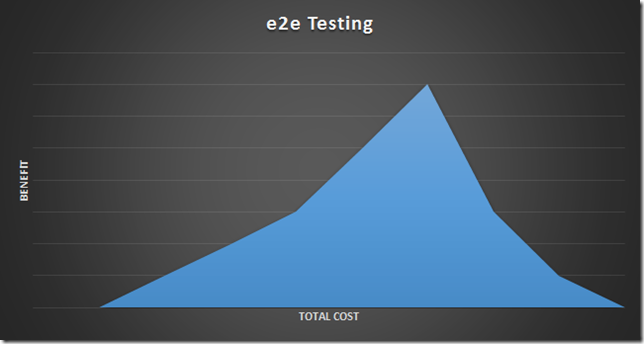 e2e Testing
BENEFIT
TOTAL COST